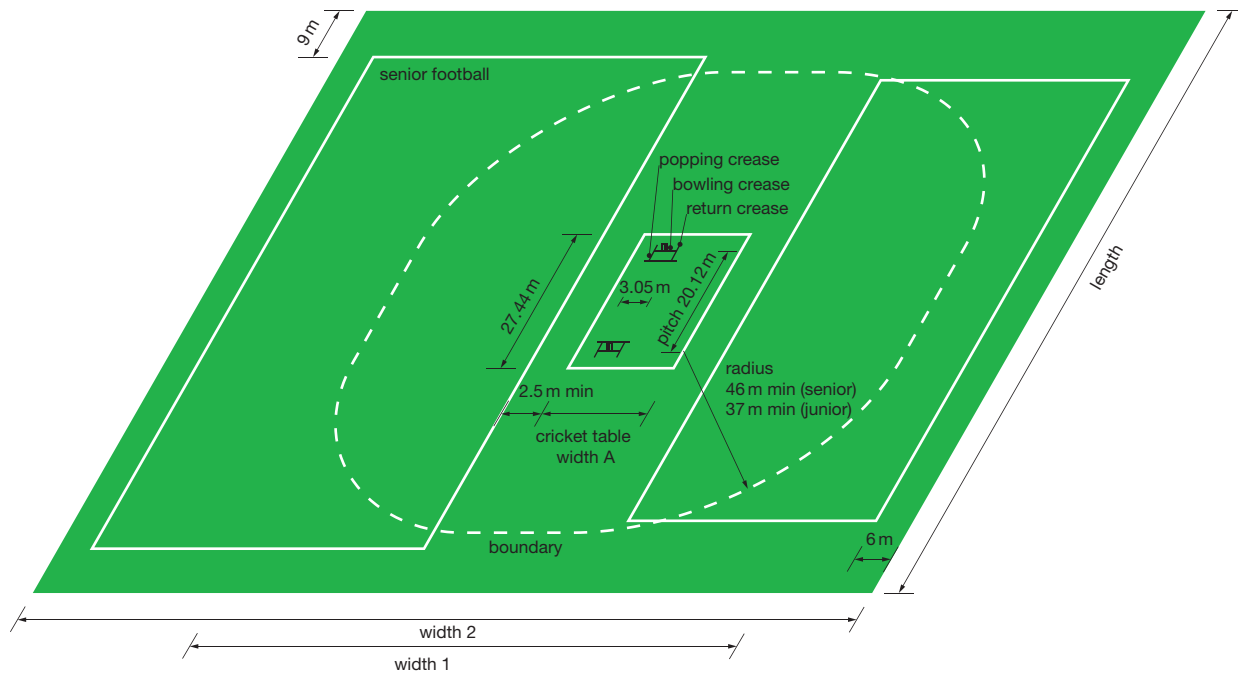 9 m
senior football
popping crease
bowling crease
return crease
27.44 m
3.05 m
pitch 20.12 m
length
radius
46 m min (senior)
37 m min (junior)
2.5 m min
cricket table
width A
boundary
6 m
width 2
width 1